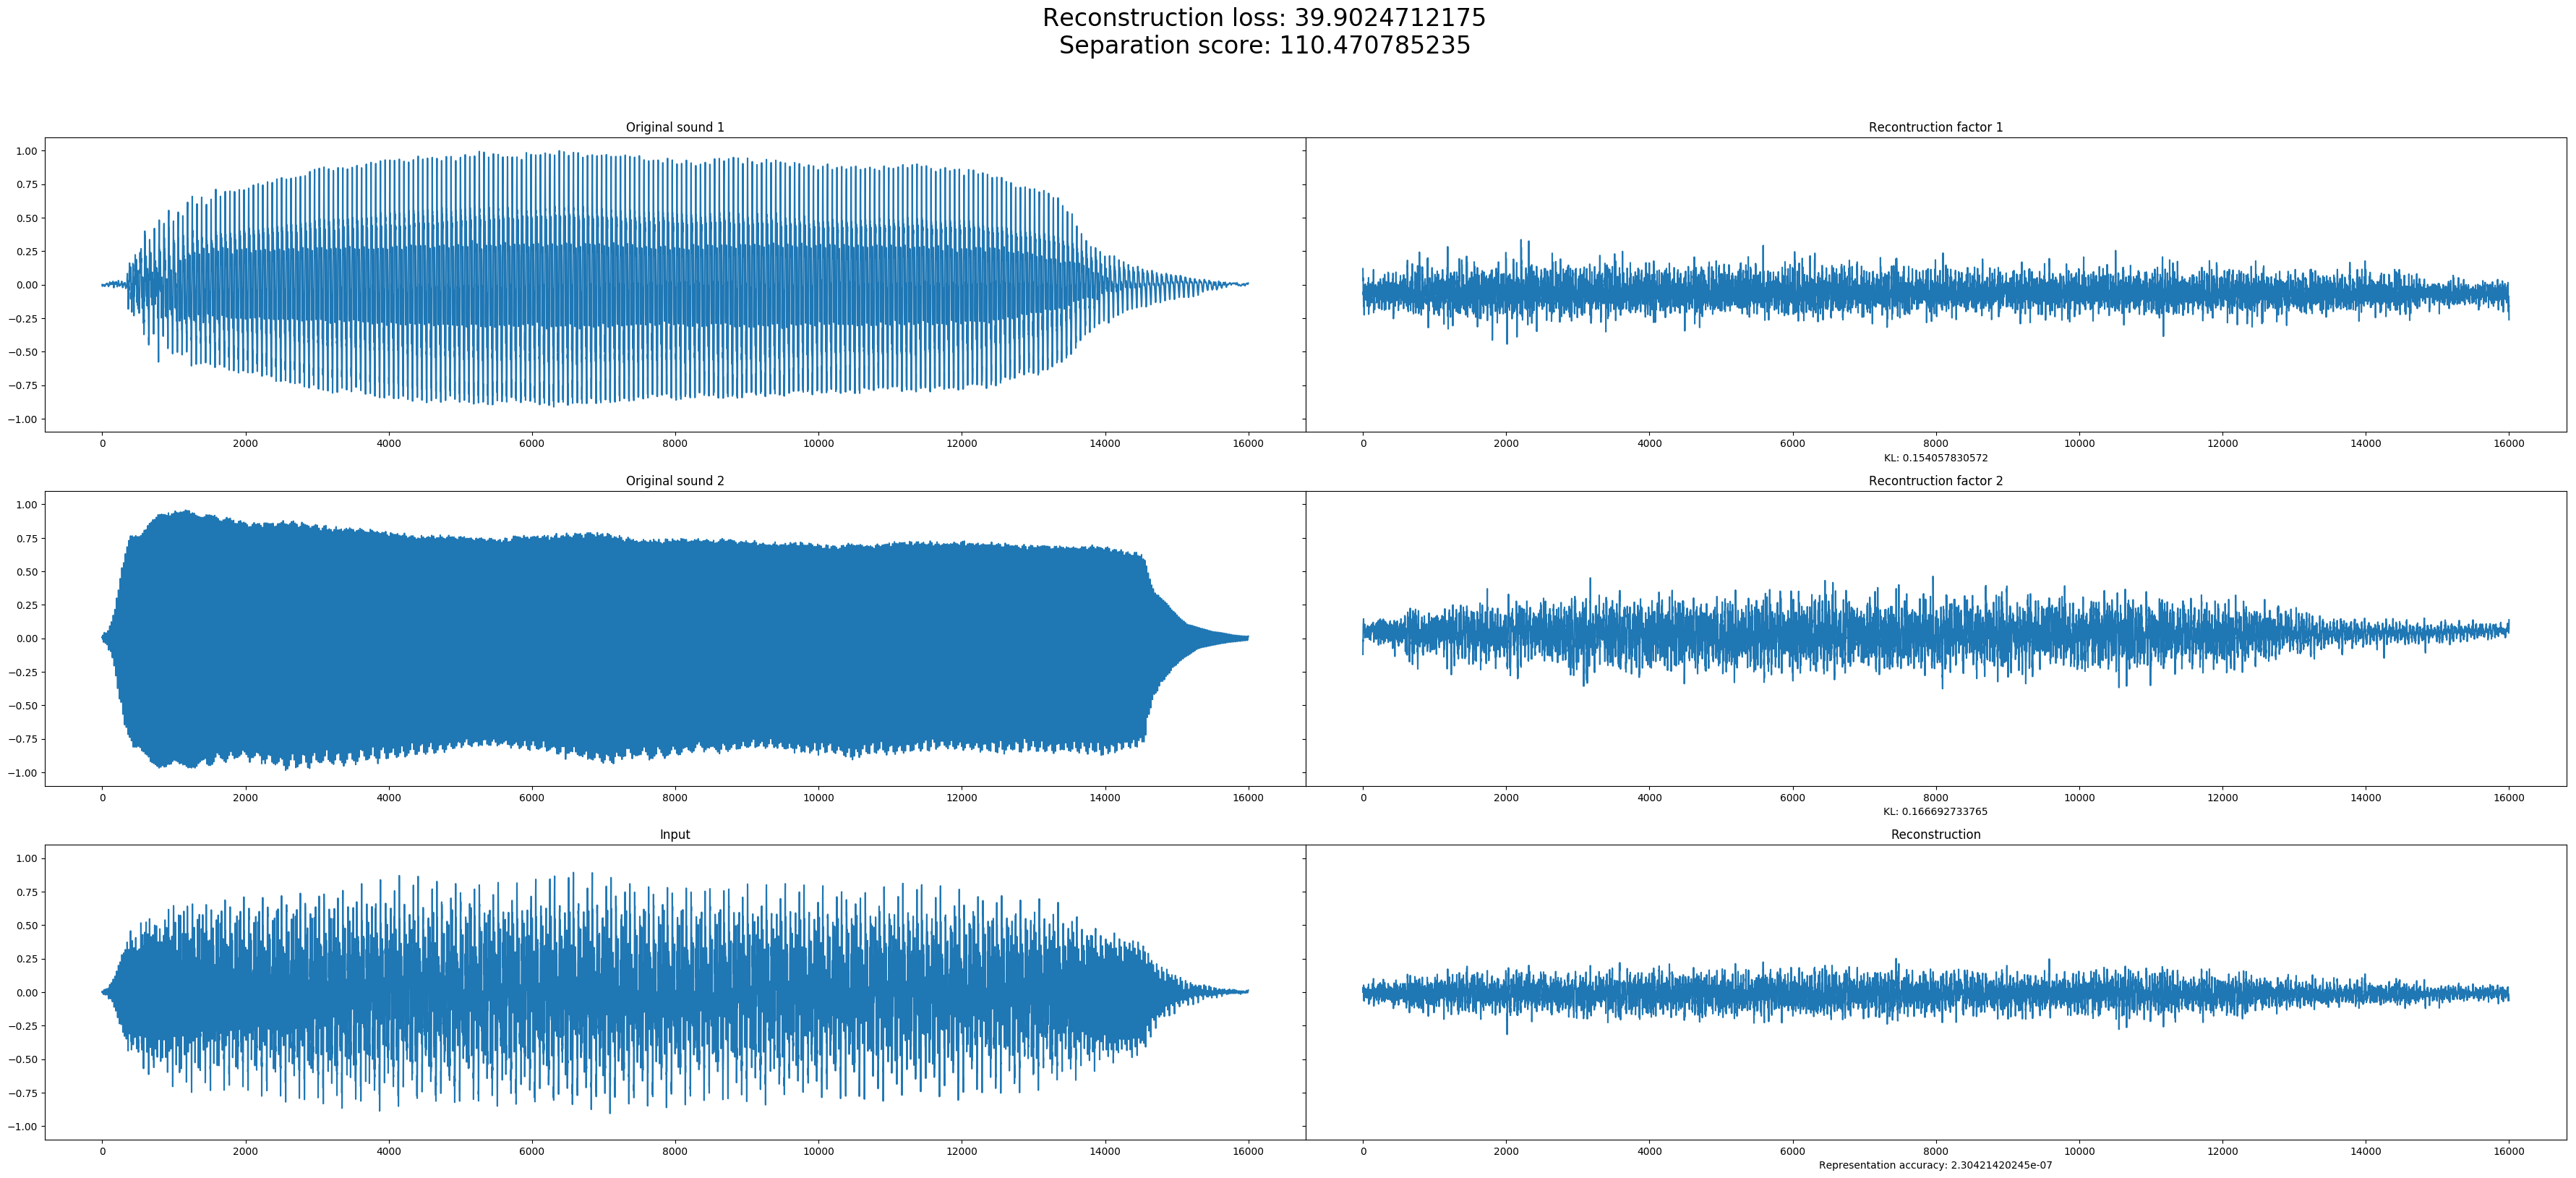 Reconstruction loss: 39.9024712175
Separation score: 110.470785235
Original sound 1
Recontruction factor 1
1.00
0.75
0.50
0.25
0.00
−0.25
−0.50
−0.75
−1.00
0 2000 4000 6000 8000 10000 12000 14000 16000
0 2000 4000 6000 8000 10000 12000 14000 16000
KL: 0.154057830572
Original sound 2
Recontruction factor 2
1.00
0.75
0.50
0.25
0.00
−0.25
−0.50
−0.75
−1.00
0 2000 4000 6000 8000 10000 12000 14000 16000
0 2000 4000 6000 8000 10000 12000 14000 16000
KL: 0.166692733765
Input
Reconstruction
1.00
0.75
0.50
0.25
0.00
−0.25
−0.50
−0.75
−1.00
0 2000 4000 6000 8000 10000 12000 14000 16000
0 2000 4000 6000 8000 10000 12000 14000 16000
Representation accuracy: 2.30421420245e-07